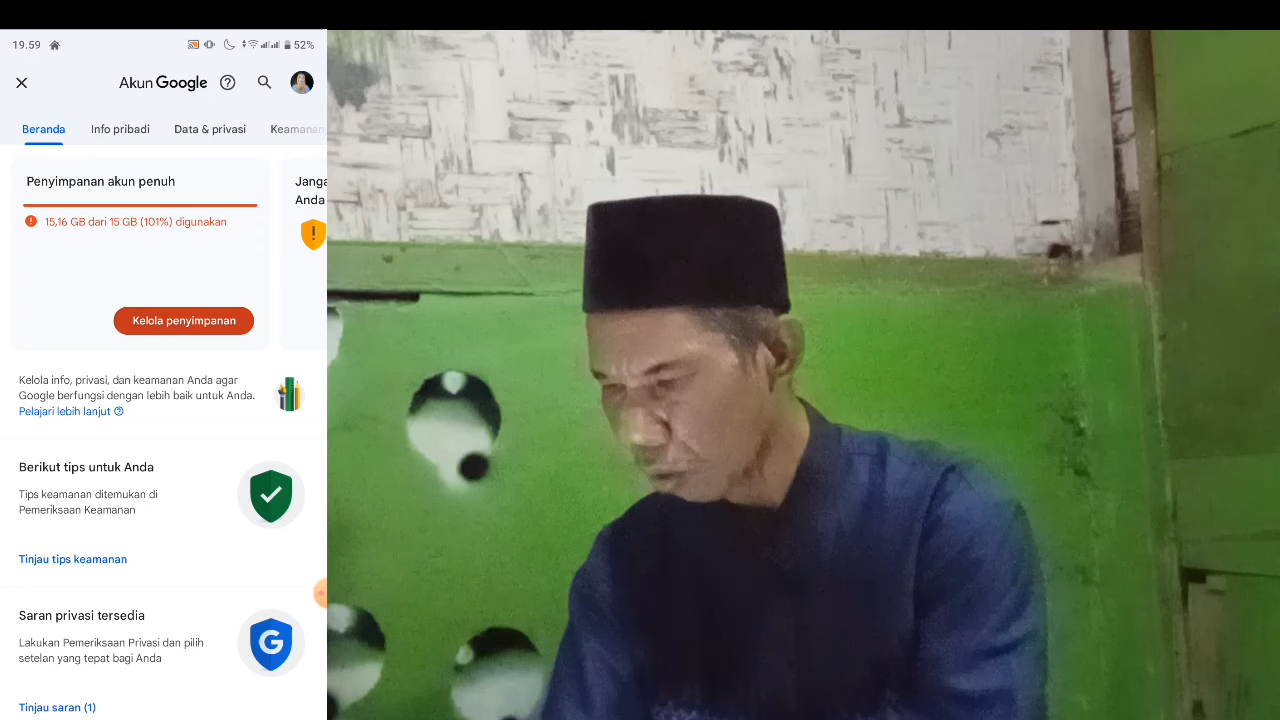 19.59
52%
Akun Google
Beranda
Info pribadi
Data & privasi
Keamanan
Penyimpanan akun penuh
15,16 GB dari 15 GB (101%) digunakan
Kelola penyimpanan
Janga
Anda
Kelola info, privasi, dan keamanan Anda agar
Google berfungsi dengan lebih baik untuk Anda.
Pelajari lebih lanjut
Berikut tips untuk Anda
Tips keamanan ditemukan di
Pemeriksaan Keamanan
Tinjau tips keamanan
Saran privasi tersedia
Lakukan Pemeriksaan Privasi dan pilih
setelan yang tepat bagi Anda
G
Tinjau saran (1)